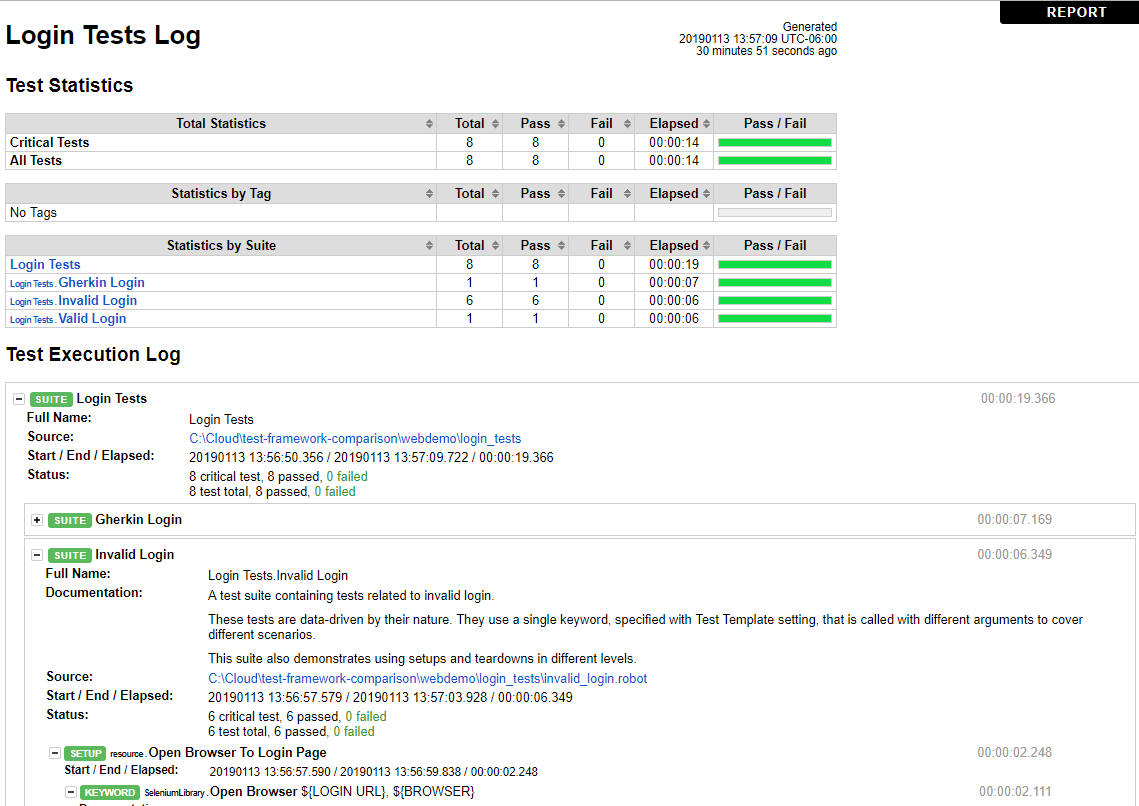 REPORT
Login Tests Log
Generated
20190113 13:57:09 UTC-06:00
30 minutes 51 seconds ago
Test Statistics
Total Statistics Total Pass Fail Elapsed Pass / Fail
Critical Tests 8 8 0 00:00:14
All Tests 8 8 0 00:00:14
Statistics by Tag Total Pass Fail Elapsed Pass / Fail
No Tags
Statistics by Suite Total Pass Fail Elapsed Pass / Fail
Login Tests 8 8 0 00:00:19
Login Tests . Gherkin Login 1 1 0 00:00:07
Login Tests . Invalid Login 6 6 0 00:00:06
Login Tests . Valid Login 1 1 0 00:00:06
Test Execution Log
SUITE Login Tests 00:00:19.366
Full Name: Login Tests
Source: C:\Cloud\test-framework-comparison\webdemo\login_tests
Start / End / Elapsed: 20190113 13:56:50.356 / 20190113 13:57:09.722 / 00:00:19.366
Status: 8 critical test, 8 passed, 0 failed
8 test total, 8 passed, 0 failed
SUITE Gherkin Login 00:00:07.169
SUITE Invalid Login 00:00:06.349
Full Name: Login Tests.Invalid Login
Documentation: A test suite containing tests related to invalid login.
These tests are data-driven by their nature. They use a single keyword, specified with Test Template setting, that is called with different arguments to cover
different scenarios.
This suite also demonstrates using setups and teardowns in different levels.
Source: C:\Cloud\test-framework-comparison\webdemo\login_tests\invalid_login.robot
Start / End / Elapsed: 20190113 13:56:57.579 / 20190113 13:57:03.928 / 00:00:06.349
Status: 6 critical test, 6 passed, 0 failed
6 test total, 6 passed, 0 failed
SETUP resource . Open Browser To Login Page 00:00:02.248
Start / End / Elapsed: 20190113 13:56:57.590 / 20190113 13:56:59.838 / 00:00:02.248
KEYWORD SeleniumLibrary . Open Browser ${LOGIN URL}, ${BROWSER} 00:00:02.111